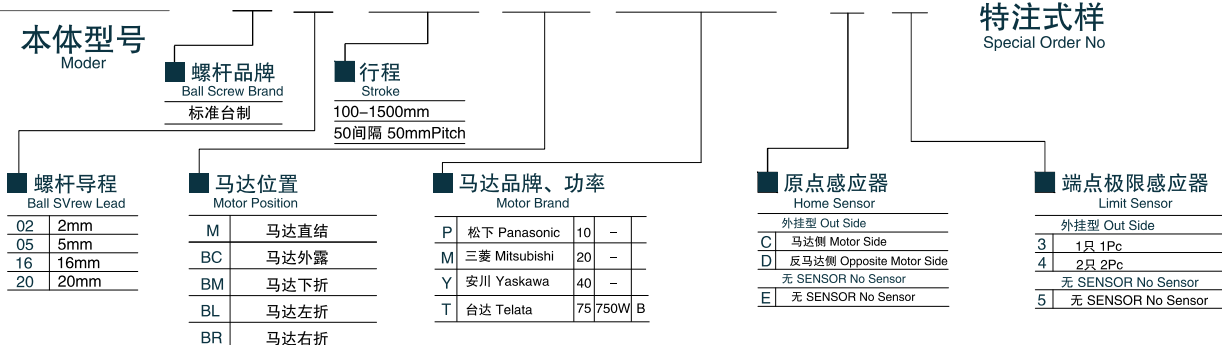 本体型号
Moder
特注式样
Special Order No
螺杆品牌
Ball Screw Brand
标准台制
行程
Stroke
100-1500mm
50间隔 50mmPitch
螺杆导程
Ball SVrew Lead
02 2mm
05 5mm
16 16mm
20 20mm
马达位置
Motor Position
M 马达直结
BC 马达外露
BM 马达下折
BL 马达左折
BR 马达右折
马达品牌、功率
Motor Brand
P 松下 Panasonic 10 –
M 三菱 Mitsubishi 20 –
Y 安川 Yaskawa 40 –
T 台达 Telata 75 750W B
原点感应器
Home Sensor
外挂型 Out Side
C 马达侧 Motor Side
D 反马达侧 Opposite Motor Side
无 SENSOR No Sensor
E 无 SENSOR No Sensor
端点极限感应器
Limit Sensor
外挂型 Out Side
3 1只 1Pc
4 2只 2Pc
无 SENSOR No Sensor
5 无 SENSOR No Sensor